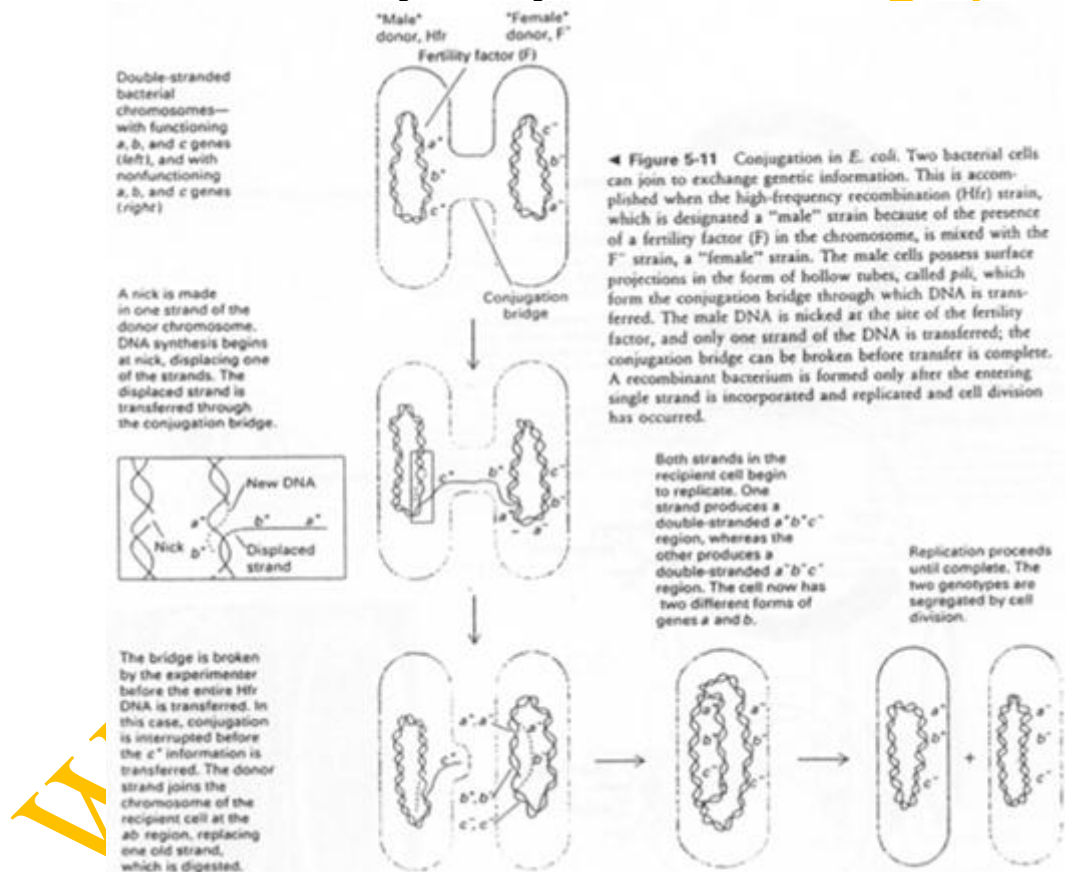 "Male"
donor, Hfr
"Female"
donor, F⁻
Fertility factor (F)
Double-stranded
bacterial
chromosomes—
with functioning
a, b, and c genes
(left), and with
nonfunctioning
a, b, and c genes
(right)
a⁺
b⁺
c⁺
c⁻
b⁻
a⁻
Conjugation
bridge
◄ Figure 5-11 Conjugation in E. coli. Two bacterial cells
can join to exchange genetic information. This is accom-
plished when the high-frequency recombination (Hfr) strain,
which is designated a "male" strain because of the presence
of a fertility factor (F) in the chromosome, is mixed with the
F⁻ strain, a "female" strain. The male cells possess surface
projections in the form of hollow tubes, called pili, which
form the conjugation bridge through which DNA is trans-
ferred. The male DNA is nicked at the site of the fertility
factor, and only one strand of the DNA is transferred; the
conjugation bridge can be broken before transfer is complete.
A recombinant bacterium is formed only after the entering
single strand is incorporated and replicated and cell division
has occurred.
A nick is made
in one strand of the
donor chromosome.
DNA synthesis begins
at nick, displacing one
of the strands. The
displaced strand is
transferred through
the conjugation bridge.
New DNA
a⁺
b⁺
a⁺
b⁺
Nick
Displaced
strand
c⁺
b⁺
c⁻
b⁻
a⁺
a⁻
Both strands in the
recipient cell begin
to replicate. One
strand produces a
double-stranded a⁺b⁺c⁻
region, whereas the
other produces a
double-stranded a⁻b⁻c⁻
region. The cell now has
two different forms of
genes a and b.
Replication proceeds
until complete. The
two genotypes are
segregated by cell
division.
The bridge is broken
by the experimenter
before the entire Hfr
DNA is transferred. In
this case, conjugation
is interrupted before
the c⁺ information is
transferred. The donor
strand joins the
chromosome of the
recipient cell at the
ab region, replacing
one old strand,
which is digested.
c⁺
a⁺,a⁻
b⁺,b⁻
c⁻,c⁻
a⁻
b⁻
a⁺
b⁺
c⁻
a⁻
b⁻
c⁻
a⁺
b⁺
c⁻
+
a⁻
b⁻
c⁻